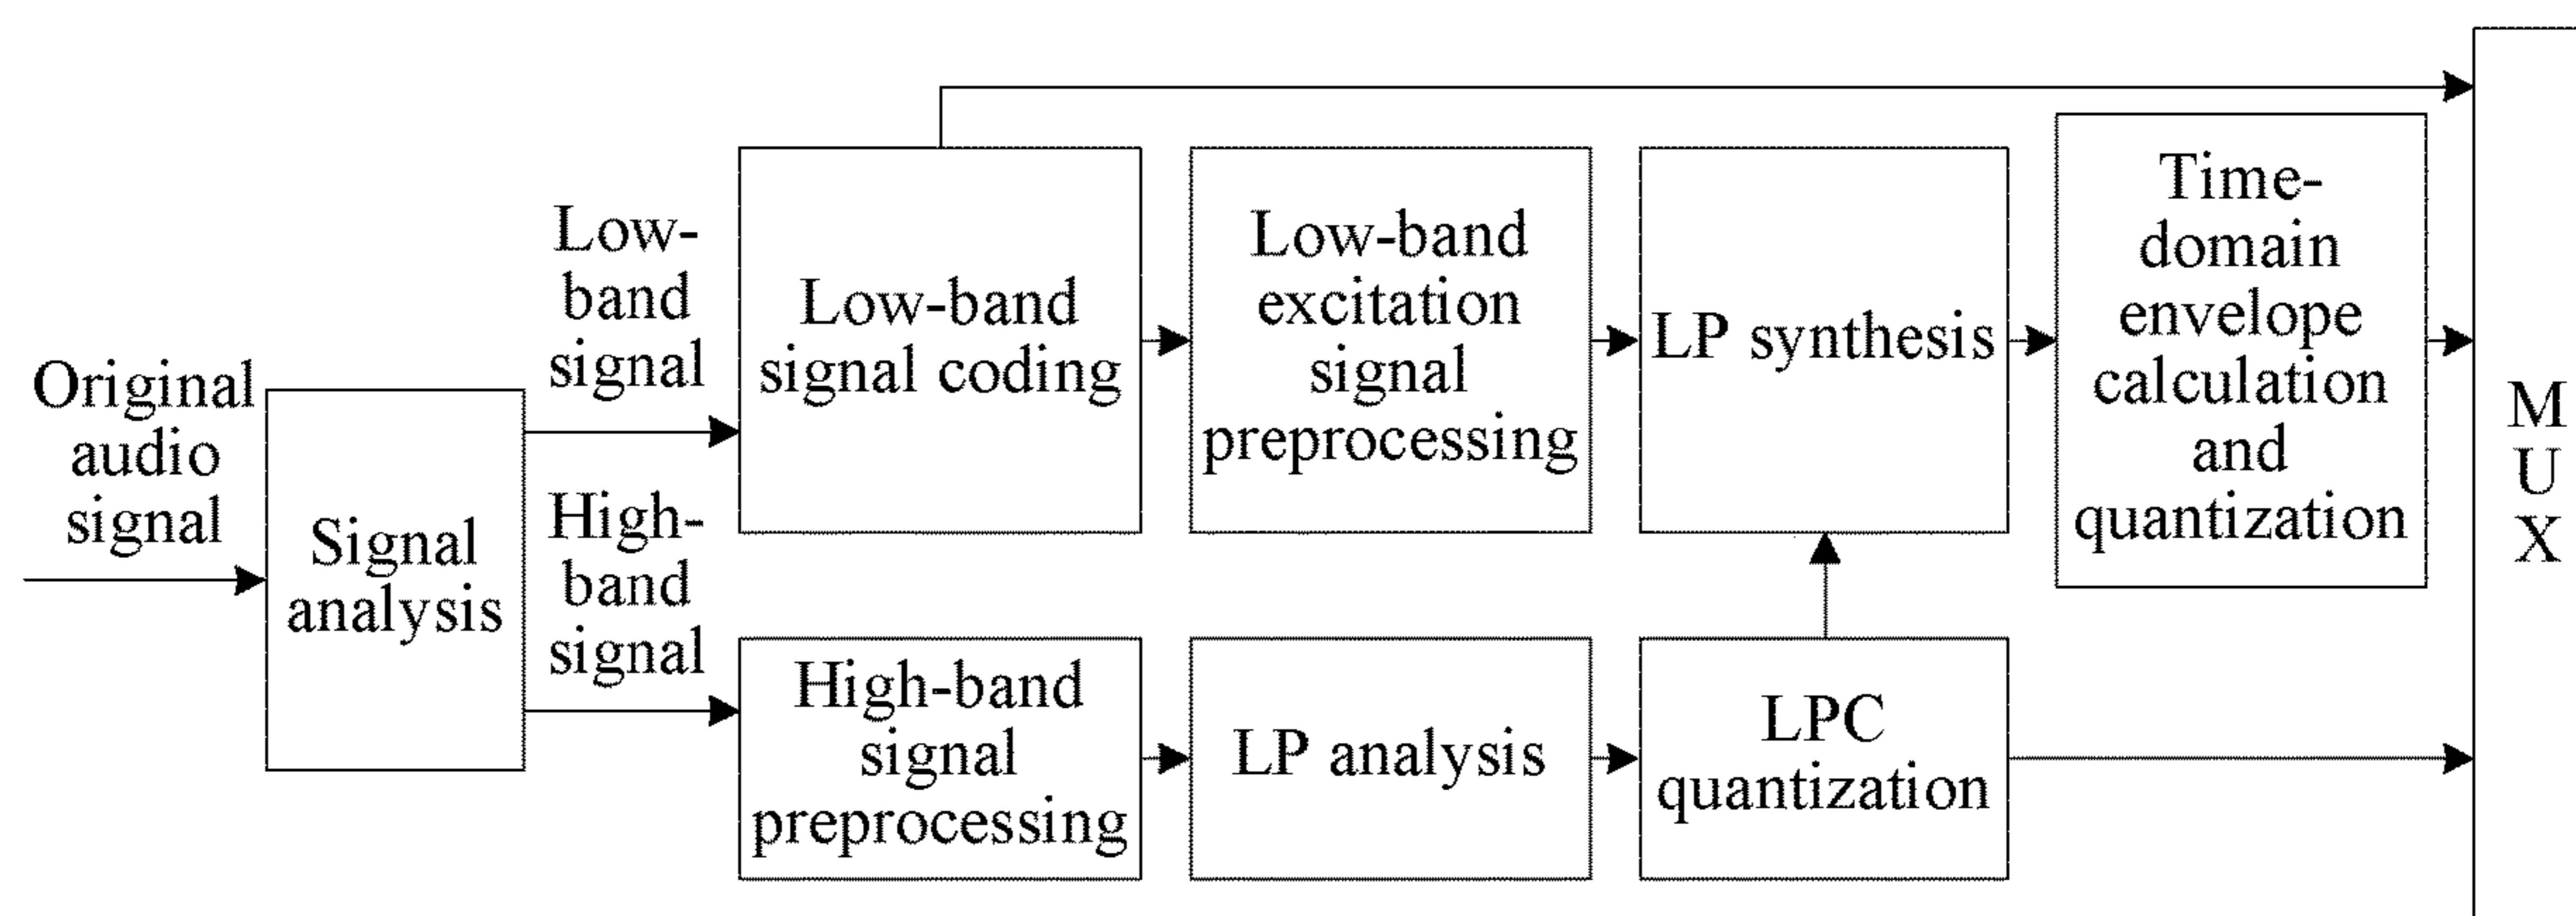 Original
audio
signal
Signal
analysis
Low-
band
signal
High-
band
signal
Low-band
signal coding
Low-band
excitation
signal
preprocessing
LP synthesis
Time-
domain
envelope
calculation
and
quantization
High-band
signal
preprocessing
LP analysis
LPC
quantization
M
U
X